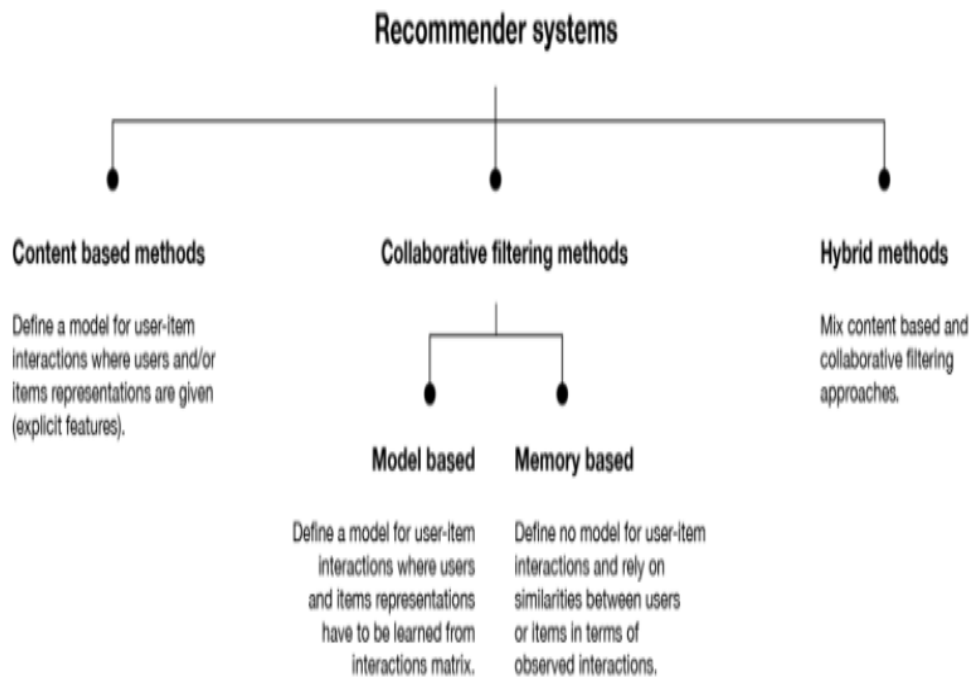 Recommender systems
Content based methods
Define a model for user-item
interactions where users and/or
items representations are given
(explicit features).
Collaborative filtering methods
Model based
Define a model for user-item
interactions where users
and items representations
have to be learned from
interactions matrix.
Memory based
Define no model for user-item
interactions and rely on
similarities between users
or items in terms of
observed interactions.
Hybrid methods
Mix content based and
collaborative filtering
approaches.